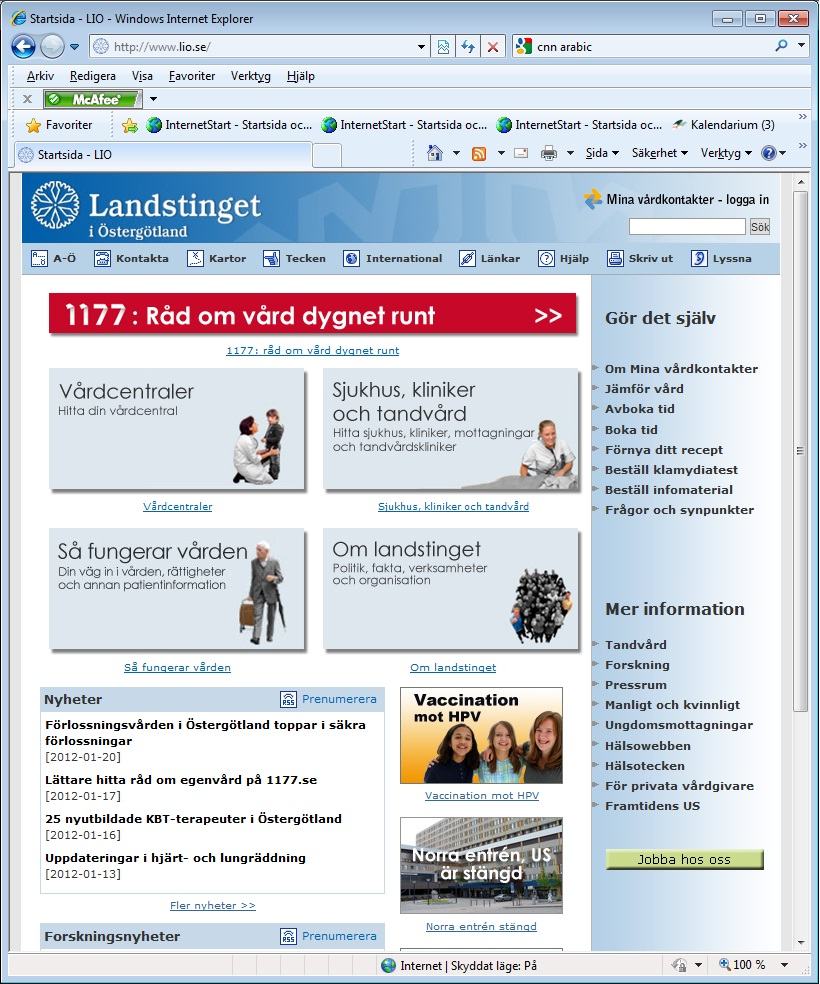 Startsida - LIO - Windows Internet Explorer
http://www.lio.se/
cnn arabic
Arkiv Redigera Visa Favoriter Verktyg Hjälp
x McAfee
Favoriter InternetStart - Startsida oc... InternetStart - Startsida oc... InternetStart - Startsida oc... Kalendarium (3)
Startsida - LIO
Sida Säkerhet Verktyg
Landstinget
i Östergötland
Mina vårdkontakter - logga in
Sök
A-Ö Kontakta Kartor Tecken International Länkar Hjälp Skriv ut Lyssna
1177 : Råd om vård dygnet runt >>
1177: råd om vård dygnet runt
Vårdcentraler
Hitta din vårdcentral
Vårdcentraler
Sjukhus, kliniker
och tandvård
Hitta sjukhus, kliniker, mottagningar
och tandvårdskliniker
Sjukhus, kliniker och tandvård
Så fungerar vården
Din väg in i vården, rättigheter
och annan patientinformation
Så fungerar vården
Om landstinget
Politik, fakta, verksamheter
och organisation
Om landstinget
Nyheter
RSS Prenumerera
Förlossningsvården i Östergötland toppar i säkra
förlossningar
[2012-01-20]
Lättare hitta råd om egenvård på 1177.se
[2012-01-17]
25 nyutbildade KBT-terapeuter i Östergötland
[2012-01-16]
Uppdateringar i hjärt- och lungräddning
[2012-01-13]
Fler nyheter >>
Forskningsnyheter
RSS Prenumerera
Vaccination
mot HPV
Vaccination mot HPV
Norra entrén, US
är stängd
Norra entrén stängd
Gör det själv
Om Mina vårdkontakter
Jämför vård
Avboka tid
Boka tid
Förnya ditt recept
Beställ klamydiatest
Beställ infomaterial
Frågor och synpunkter
Mer information
Tandvård
Forskning
Pressrum
Manligt och kvinnligt
Ungdomsmottagningar
Hälsowebben
Hälsotecken
För privata vårdgivare
Framtidens US
Jobba hos oss
Internet | Skyddat läge: På
100 %